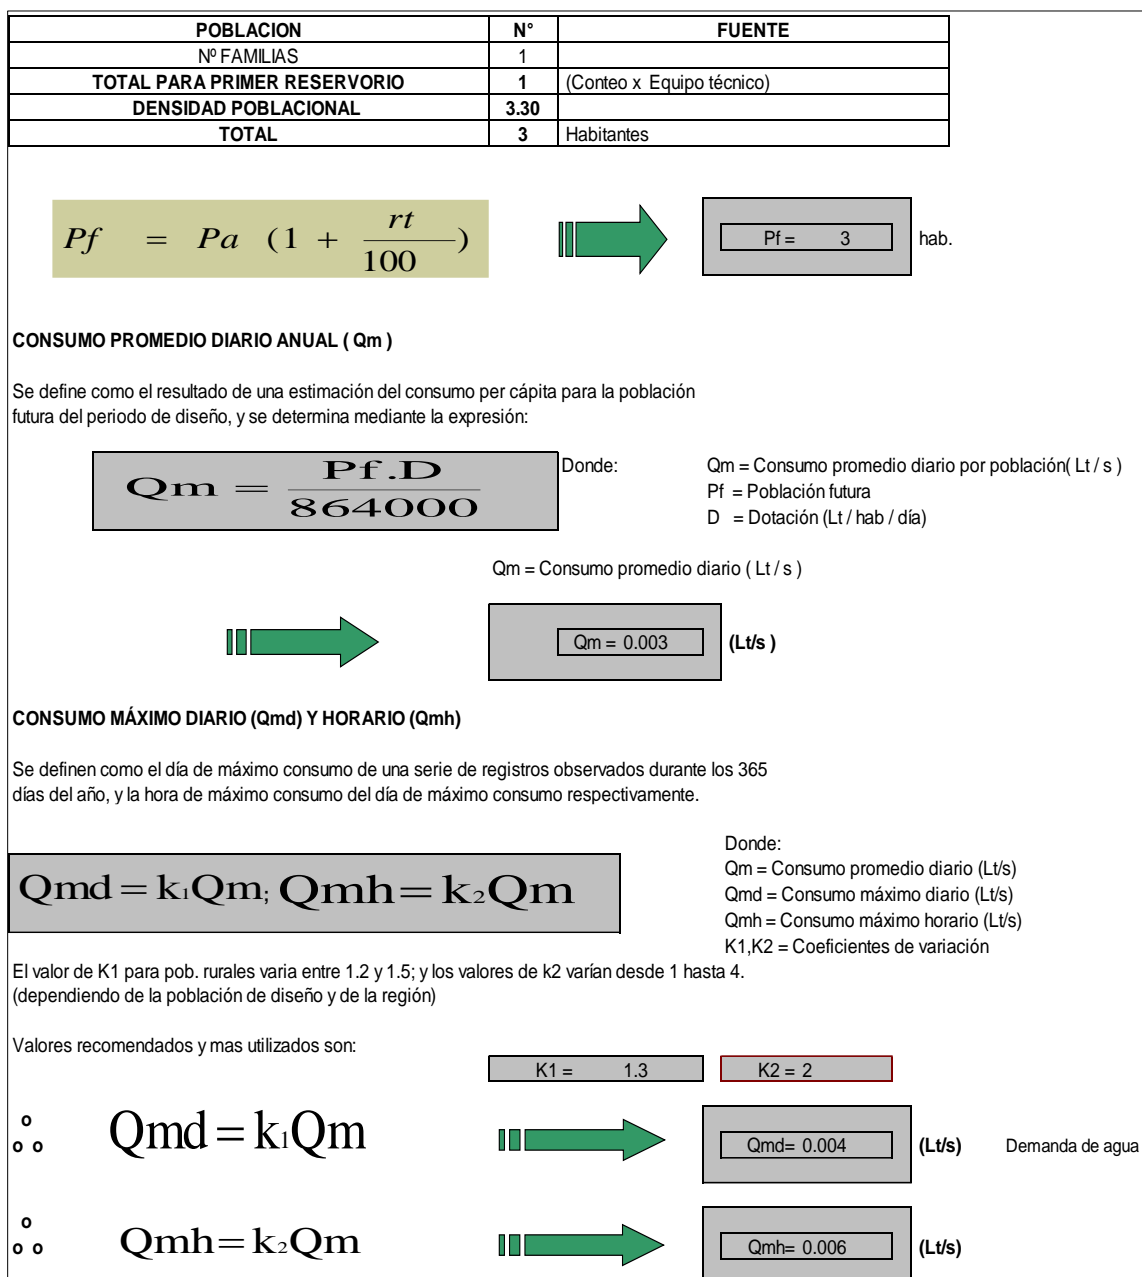 POBLACION N° FUENTE
Nº FAMILIAS 1
TOTAL PARA PRIMER RESERVORIO 1 (Conteo x Equipo técnico)
DENSIDAD POBLACIONAL 3.30
TOTAL 3 Habitantes
Pf = Pa (1 + rt/100)
Pf = 3 hab.
CONSUMO PROMEDIO DIARIO ANUAL ( Qm )
Se define como el resultado de una estimación del consumo per cápita para la población
futura del periodo de diseño, y se determina mediante la expresión:
Qm = Pf.D/864000
Donde: Qm = Consumo promedio diario por población( Lt / s )
Pf = Población futura
D = Dotación (Lt / hab / día)
Qm = Consumo promedio diario ( Lt / s )
Qm = 0.003 (Lt/s )
CONSUMO MÁXIMO DIARIO (Qmd) Y HORARIO (Qmh)
Se definen como el día de máximo consumo de una serie de registros observados durante los 365
días del año, y la hora de máximo consumo del día de máximo consumo respectivamente.
Donde:
Qm = Consumo promedio diario (Lt/s)
Qmd = Consumo máximo diario (Lt/s)
Qmh = Consumo máximo horario (Lt/s)
K1,K2 = Coeficientes de variación
Qmd = k₁Qm; Qmh = k₂Qm
El valor de K1 para pob. rurales varia entre 1.2 y 1.5; y los valores de k2 varían desde 1 hasta 4.
(dependiendo de la población de diseño y de la región)
Valores recomendados y mas utilizados son:
K1 = 1.3 K2 = 2
o
o o Qmd = k₁Qm Qmd= 0.004 (Lt/s) Demanda de agua
o
o o Qmh = k₂Qm Qmh= 0.006 (Lt/s)